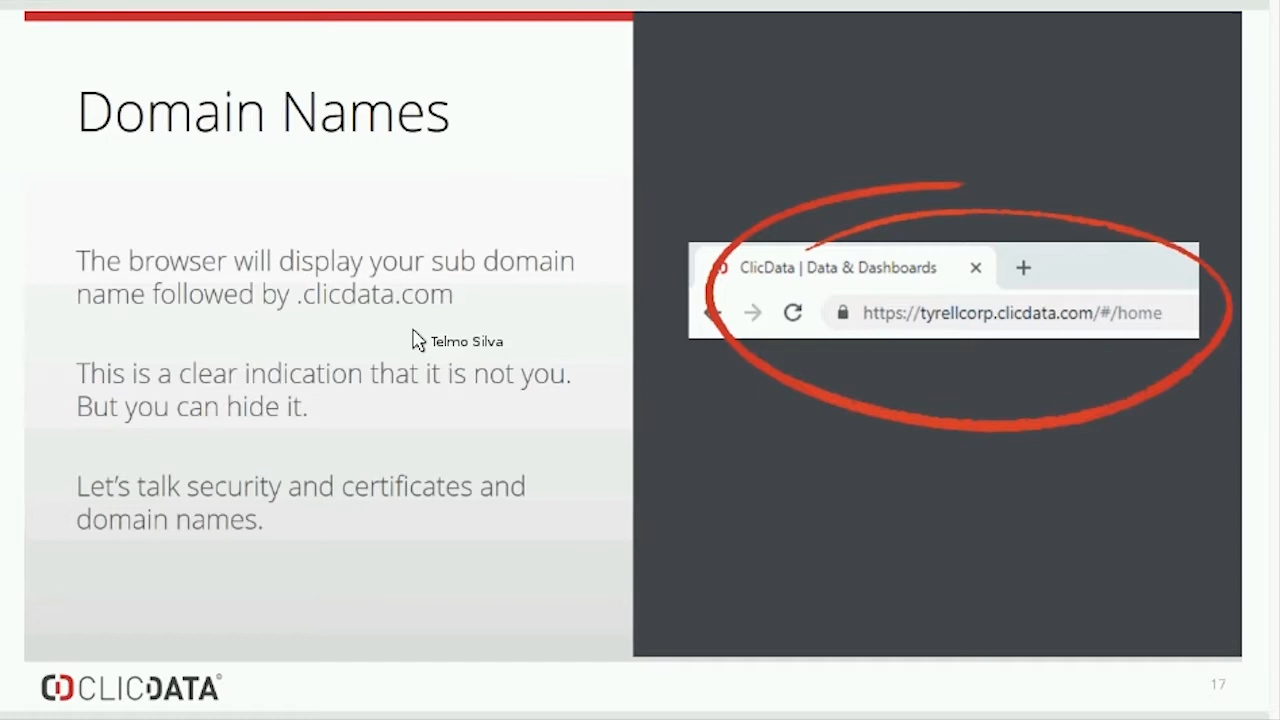 Domain Names
The browser will display your sub domain
name followed by .clicdata.com
Telmo Silva
This is a clear indication that it is not you.
But you can hide it.
Let’s talk security and certificates and
domain names.
ClicData | Data & Dashboards
https://tyrellcorp.clicdata.com/#/home
CLICDATA
17